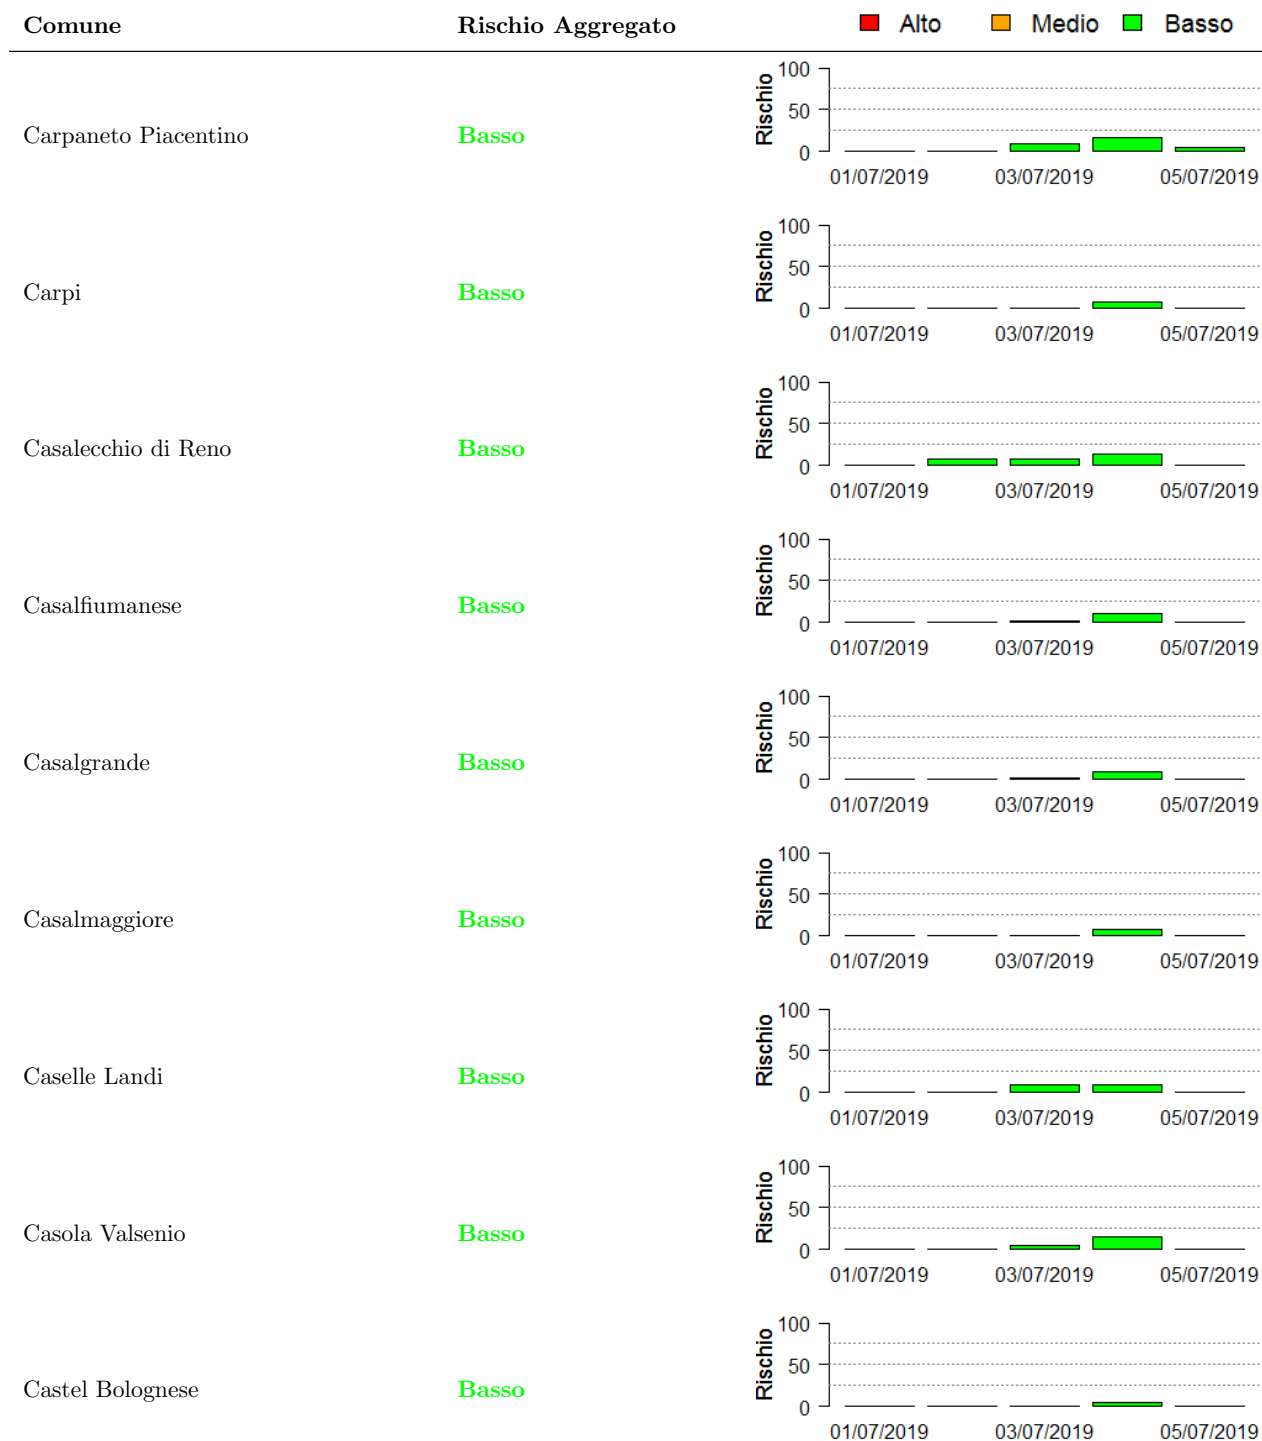 Comune Rischio Aggregato Alto Medio Basso
100
50
0
Rischio
Carpaneto Piacentino Basso
01/07/2019 03/07/2019 05/07/2019
100
50
0
Rischio
Carpi Basso
01/07/2019 03/07/2019 05/07/2019
100
50
0
Rischio
Casalecchio di Reno Basso
01/07/2019 03/07/2019 05/07/2019
100
50
0
Rischio
Casalfiumanese Basso
01/07/2019 03/07/2019 05/07/2019
100
50
0
Rischio
Casalgrande Basso
01/07/2019 03/07/2019 05/07/2019
100
50
0
Rischio
Casalmaggiore Basso
01/07/2019 03/07/2019 05/07/2019
100
50
0
Rischio
Caselle Landi Basso
01/07/2019 03/07/2019 05/07/2019
100
50
0
Rischio
Casola Valsenio Basso
01/07/2019 03/07/2019 05/07/2019
100
50
0
Rischio
Castel Bolognese Basso
01/07/2019 03/07/2019 05/07/2019